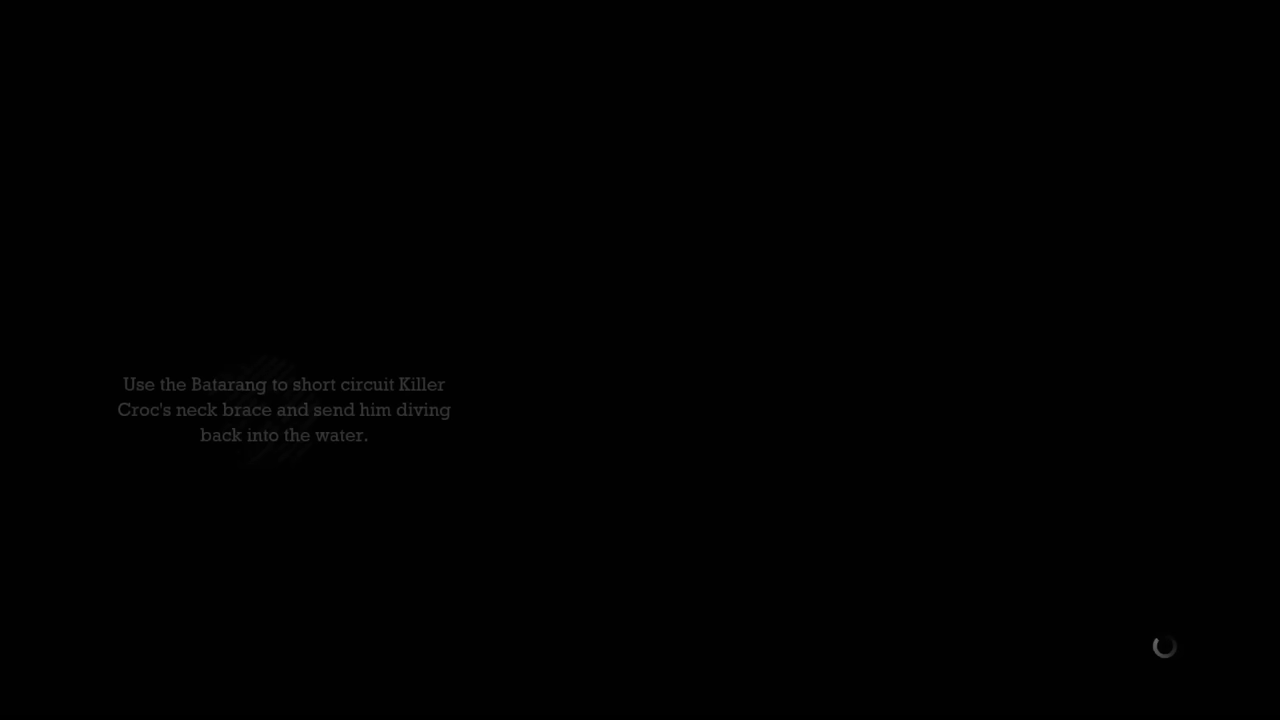 Use the Batarang to short circuit Killer
Croc's neck brace and send him diving
back into the water.